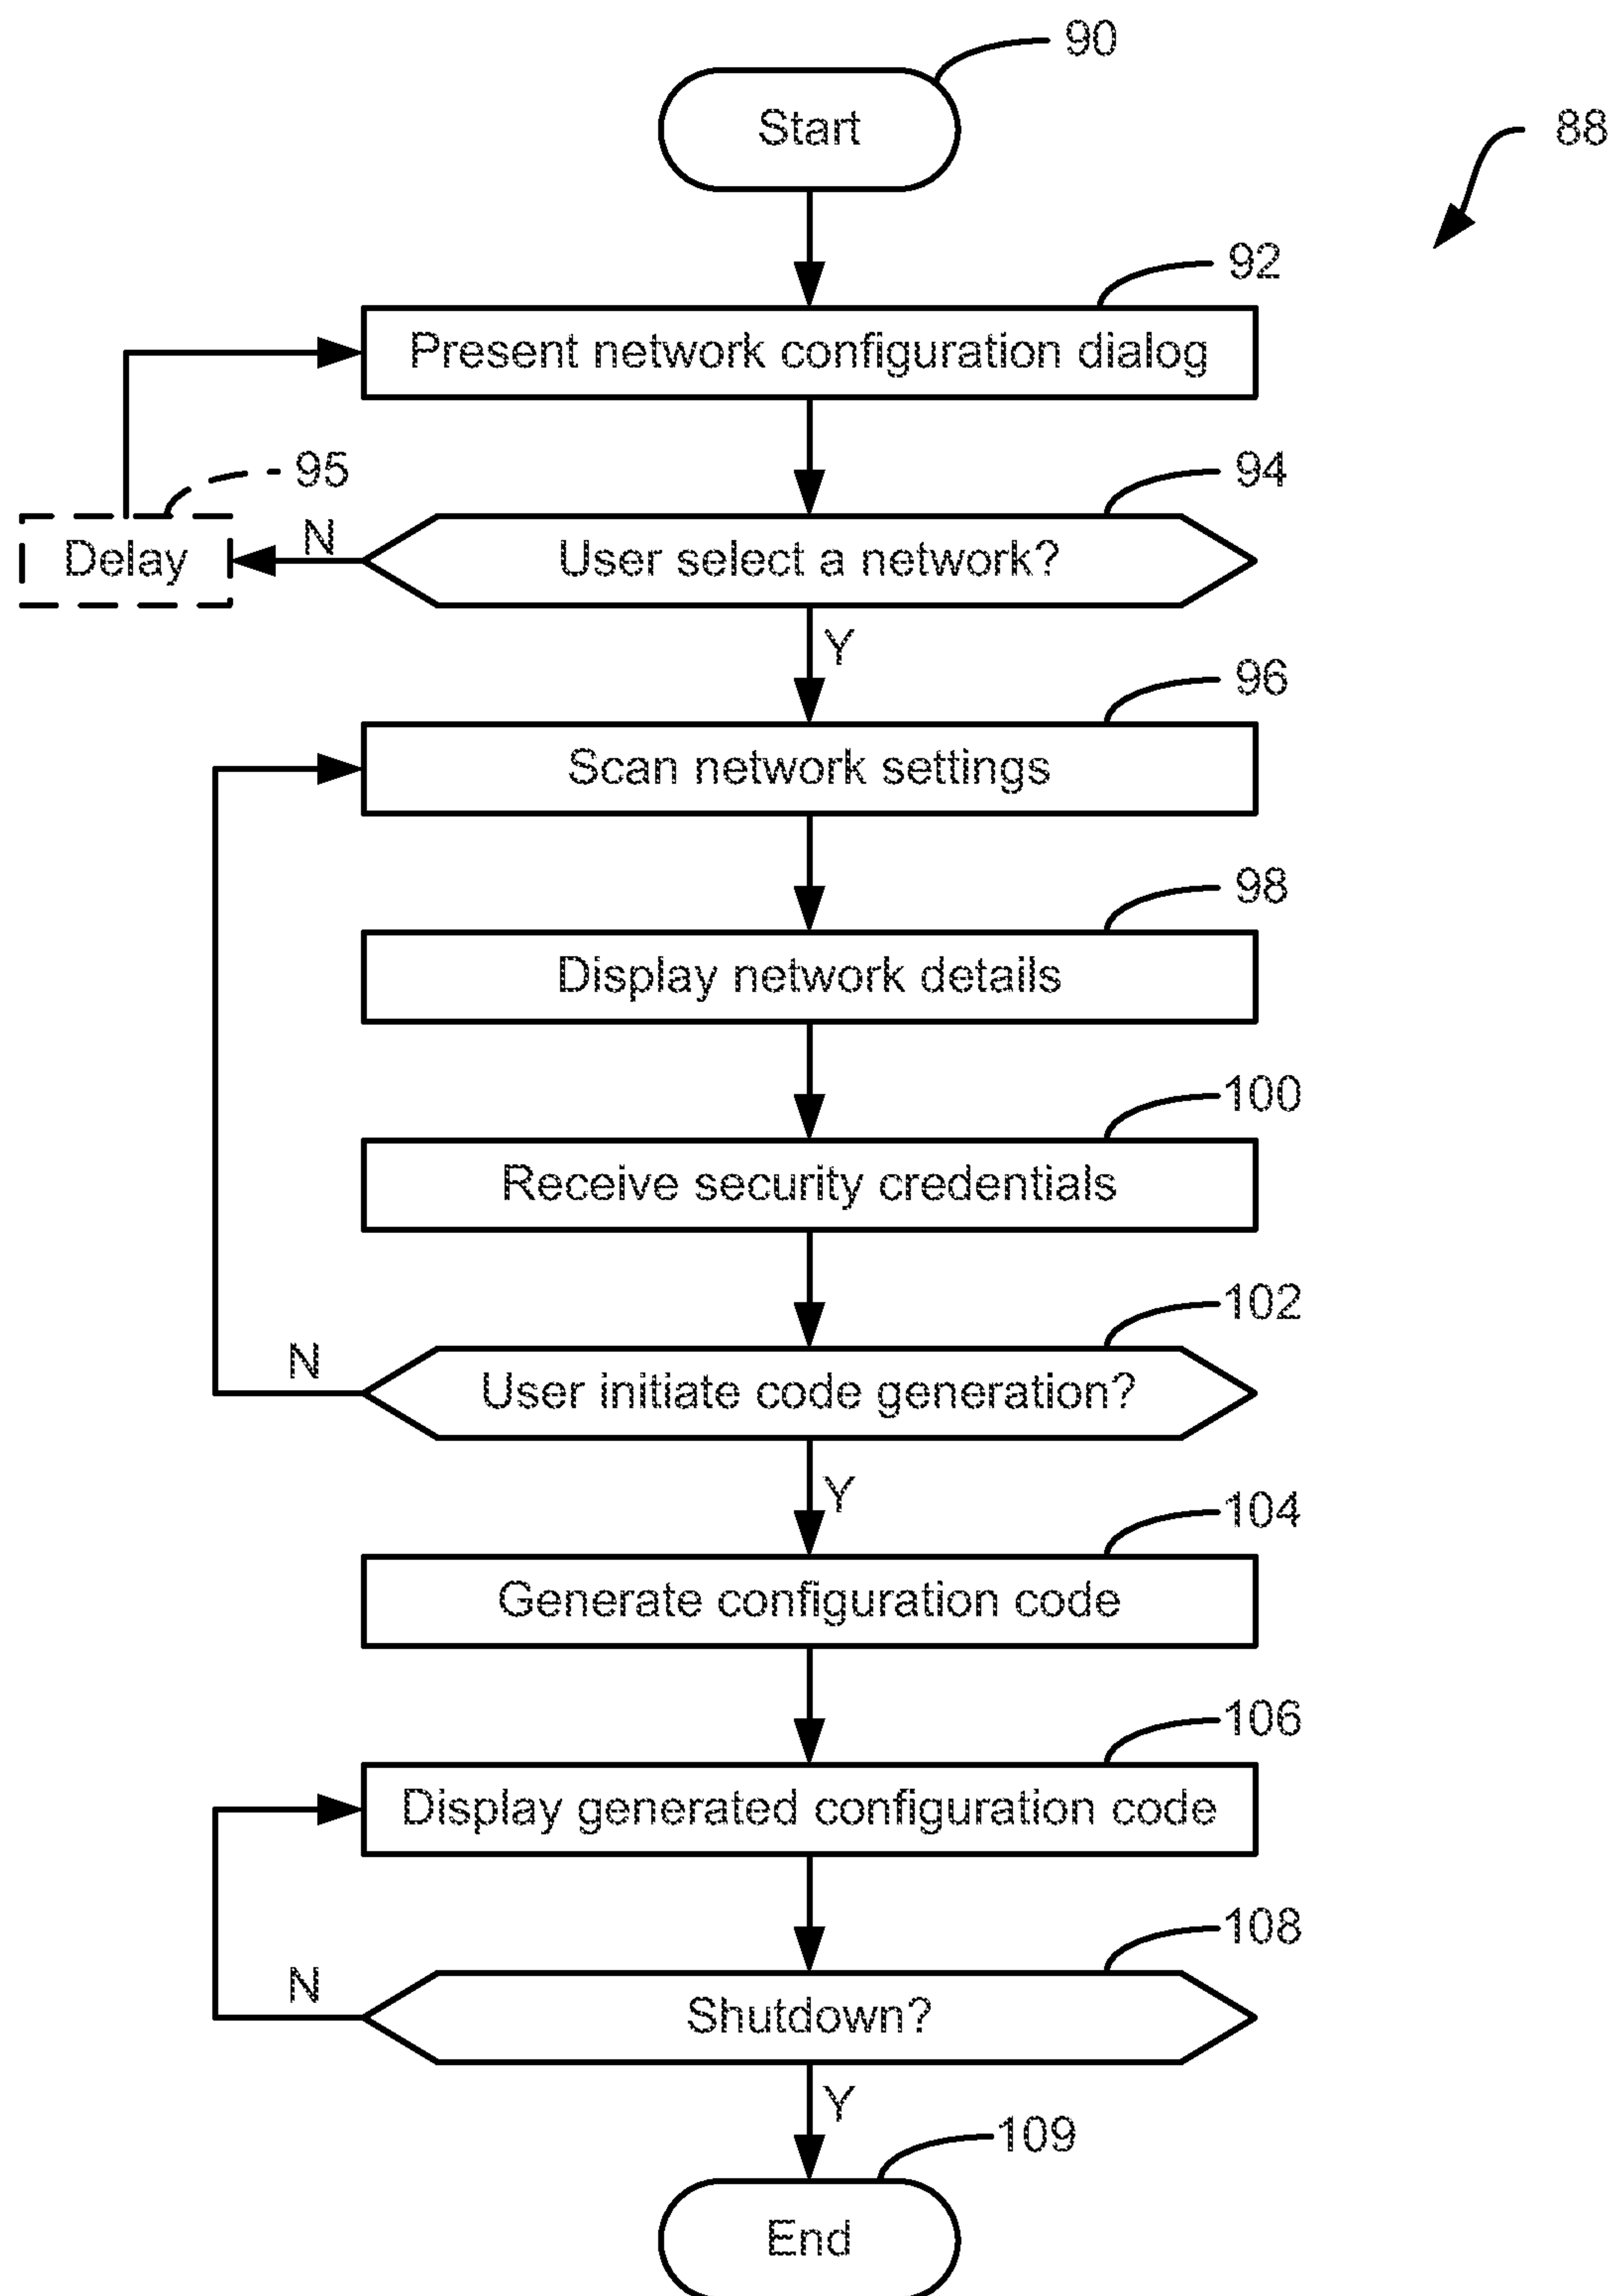 90
Start
88
92
Present network configuration dialog
95
94
Delay
N
User select a network?
Y
96
Scan network settings
98
Display network details
100
Receive security credentials
102
N
User initiate code generation?
Y
104
Generate configuration code
106
Display generated configuration code
108
N
Shutdown?
Y
109
End